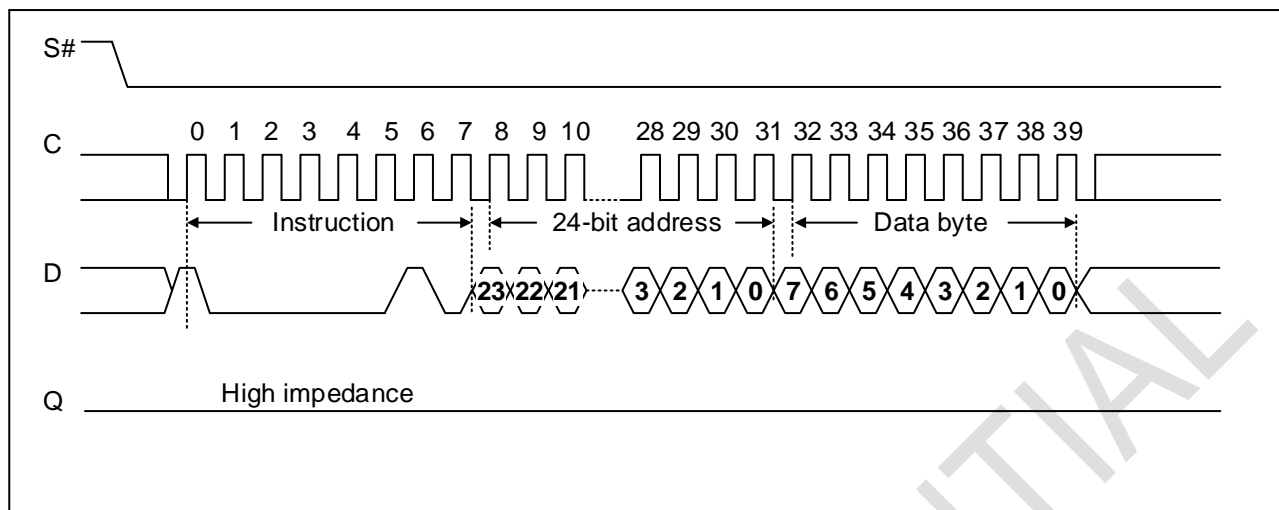 S#
0 1 2 3 4 5 6 7 8 9 10 28 29 30 31 32 33 34 35 36 37 38 39
C
Instruction 24-bit address Data byte
D
23 22 21 3 2 1 0 7 6 5 4 3 2 1 0
High impedance
Q
NTIAL